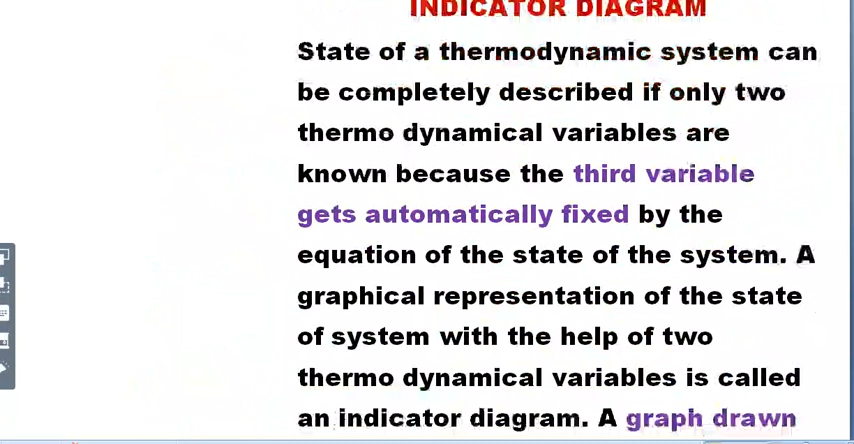 INDICATOR DIAGRAM
State of a thermodynamic system can
be completely described if only two
thermo dynamical variables are
known because the third variable
gets automatically fixed by the
equation of the state of the system. A
graphical representation of the state
of system with the help of two
thermo dynamical variables is called
an indicator diagram. A graph drawn